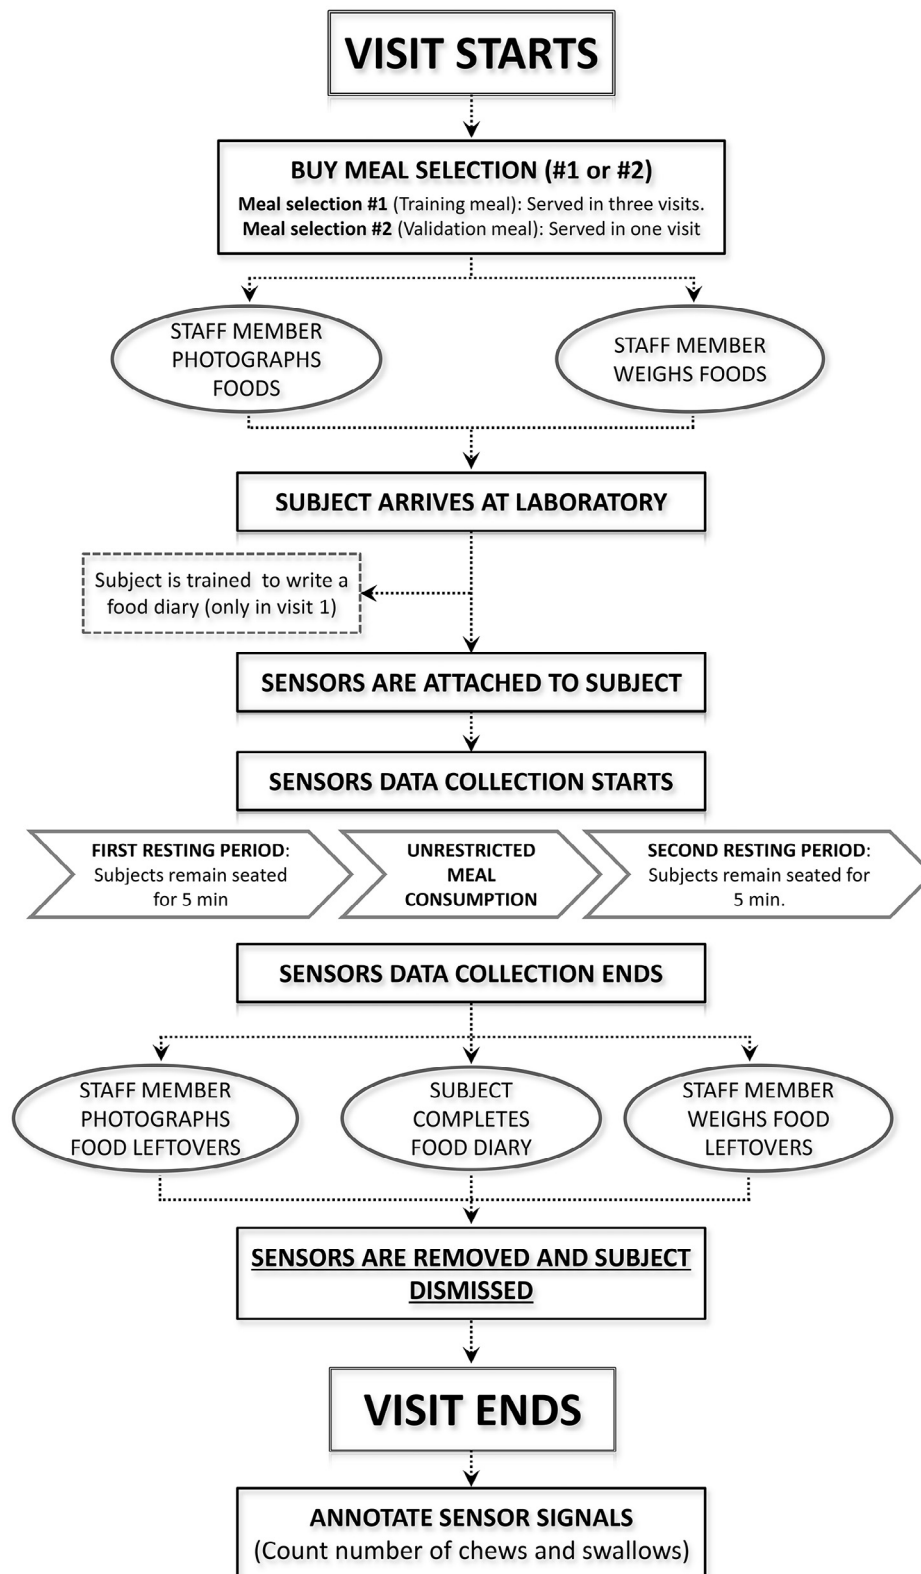 VISIT STARTS
BUY MEAL SELECTION (#1 or #2)
Meal selection #1 (Training meal): Served in three visits.
Meal selection #2 (Validation meal): Served in one visit
STAFF MEMBER
PHOTOGRAPHS
FOODS
STAFF MEMBER
WEIGHS FOODS
SUBJECT ARRIVES AT LABORATORY
Subject is trained to write a
food diary (only in visit 1)
SENSORS ARE ATTACHED TO SUBJECT
SENSORS DATA COLLECTION STARTS
FIRST RESTING PERIOD:
Subjects remain seated
for 5 min
UNRESTRICTED
MEAL
CONSUMPTION
SECOND RESTING PERIOD:
Subjects remain seated for
5 min.
SENSORS DATA COLLECTION ENDS
STAFF MEMBER
PHOTOGRAPHS
FOOD LEFTOVERS
SUBJECT
COMPLETES
FOOD DIARY
STAFF MEMBER
WEIGHS FOOD
LEFTOVERS
SENSORS ARE REMOVED AND SUBJECT
DISMISSED
VISIT ENDS
ANNOTATE SENSOR SIGNALS
(Count number of chews and swallows)